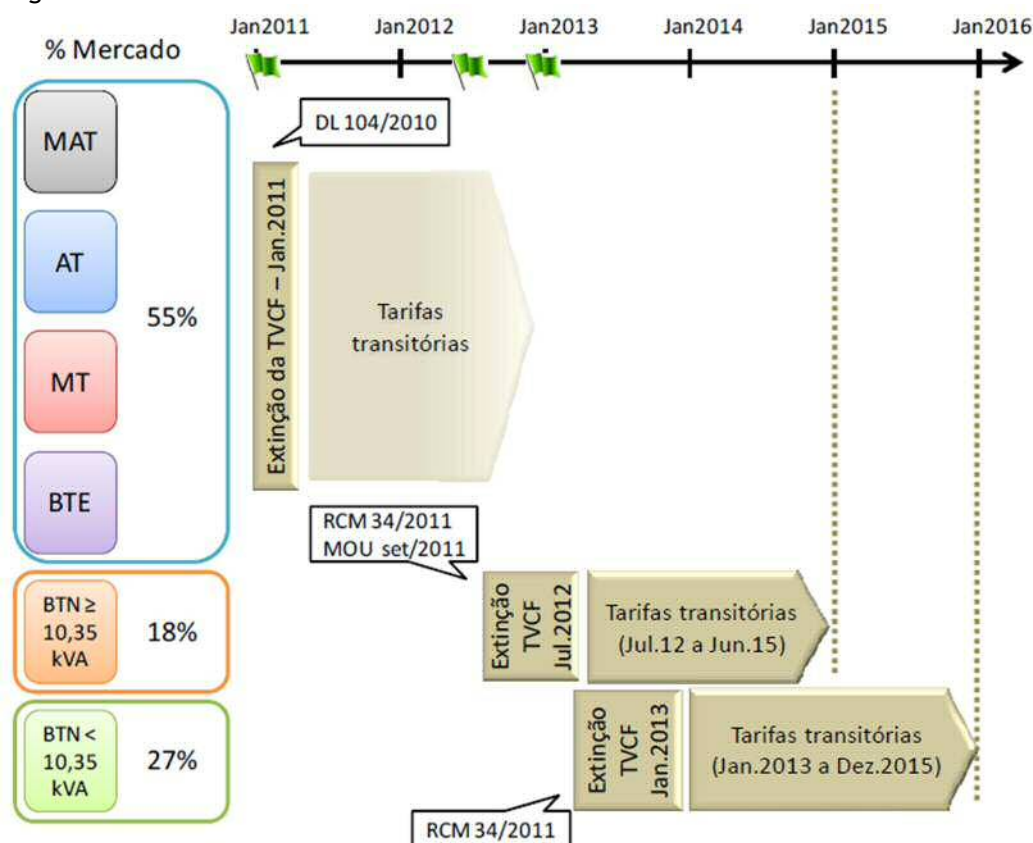 Jan2011
Jan2012
Jan2013
Jan2014
Jan2015
Jan2016
% Mercado
MAT
AT
MT
BTE
55%
DL 104/2010
Extinção da TVCF – Jan.2011
Tarifas
transitórias
RCM 34/2011
MOU set/2011
BTN ≥
10,35
kVA
18%
Extinção
TVCF
Jul.2012
Tarifas transitórias
(Jul.12 a Jun.15)
BTN <
10,35
kVA
27%
Extinção
TVCF
Jan.2013
Tarifas transitórias
(Jan.2013 a Dez.2015)
RCM 34/2011